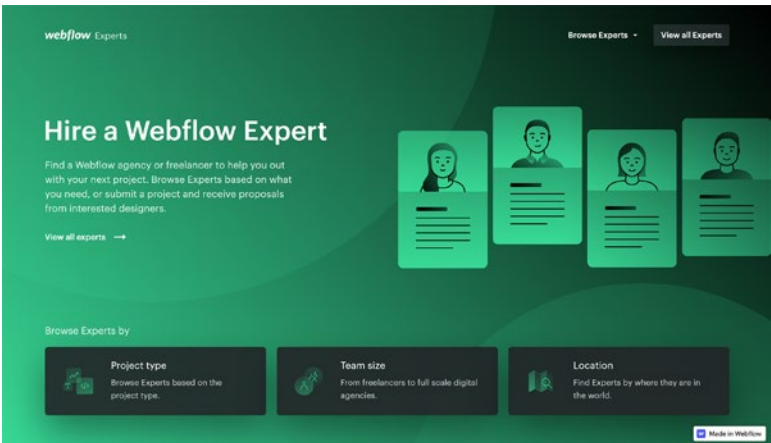 webflow Experts
Browse Experts
View all Experts
Hire a Webflow Expert
Find a Webflow agency or freelancer to help you out
with your next project. Browse Experts based on what
you need, or submit a project and receive proposals
from interested designers.
View all experts →
Browse Experts by
Project type
Browse Experts based on the
project type.
Team size
From freelancers to full scale digital
agencies.
Location
Find Experts by where they are in
the world.
Made in Webflow